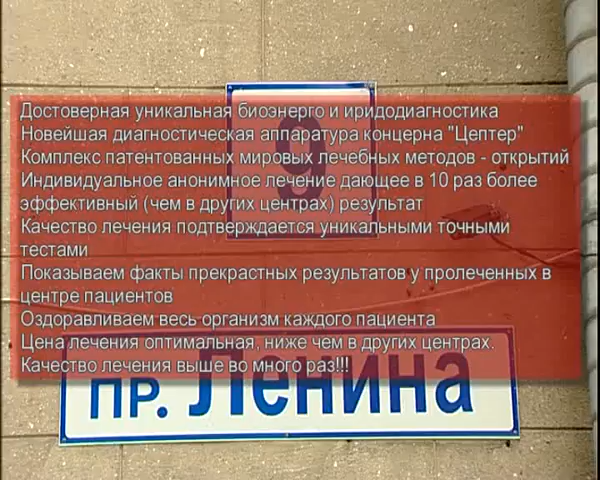 Достоверная уникальная биоэнерго и иридодиагностика
Новейшая диагностическая аппаратура концерна "Цептер"
Комплекс патентованных мировых лечебных методов - открытий
Индивидуальное анонимное лечение дающее в 10 раз более
эффективный (чем в других центрах) результат
Качество лечения подтверждается уникальными точными
тестами
Показываем факты прекрастных результатов у пролеченных в
центре пациентов
Оздоравливаем весь организм каждого пациента
Цена лечения оптимальная, ниже чем в других центрах.
Качество лечения выше во много раз!!!
9
пр. Ленина